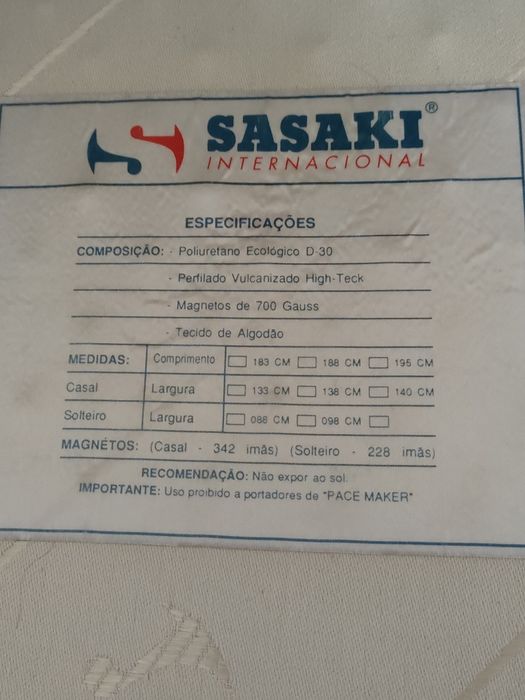 SASAKI®
INTERNACIONAL
ESPECIFICAÇÕES
COMPOSIÇÃO: - Poliuretano Ecológico D-30
- Perfilado Vulcanizado High-Teck
- Magnetos de 700 Gauss
- Tecido de Algodão
MEDIDAS: Comprimento 183 CM 188 CM 195 CM
Casal Largura 133 CM 138 CM 140 CM
Solteiro Largura 088 CM 098 CM
MAGNÉTOS: (Casal - 342 imãs) (Solteiro - 228 imãs)
RECOMENDAÇÃO: Não expor ao sol.
IMPORTANTE: Uso proibido a portadores de "PACE MAKER"